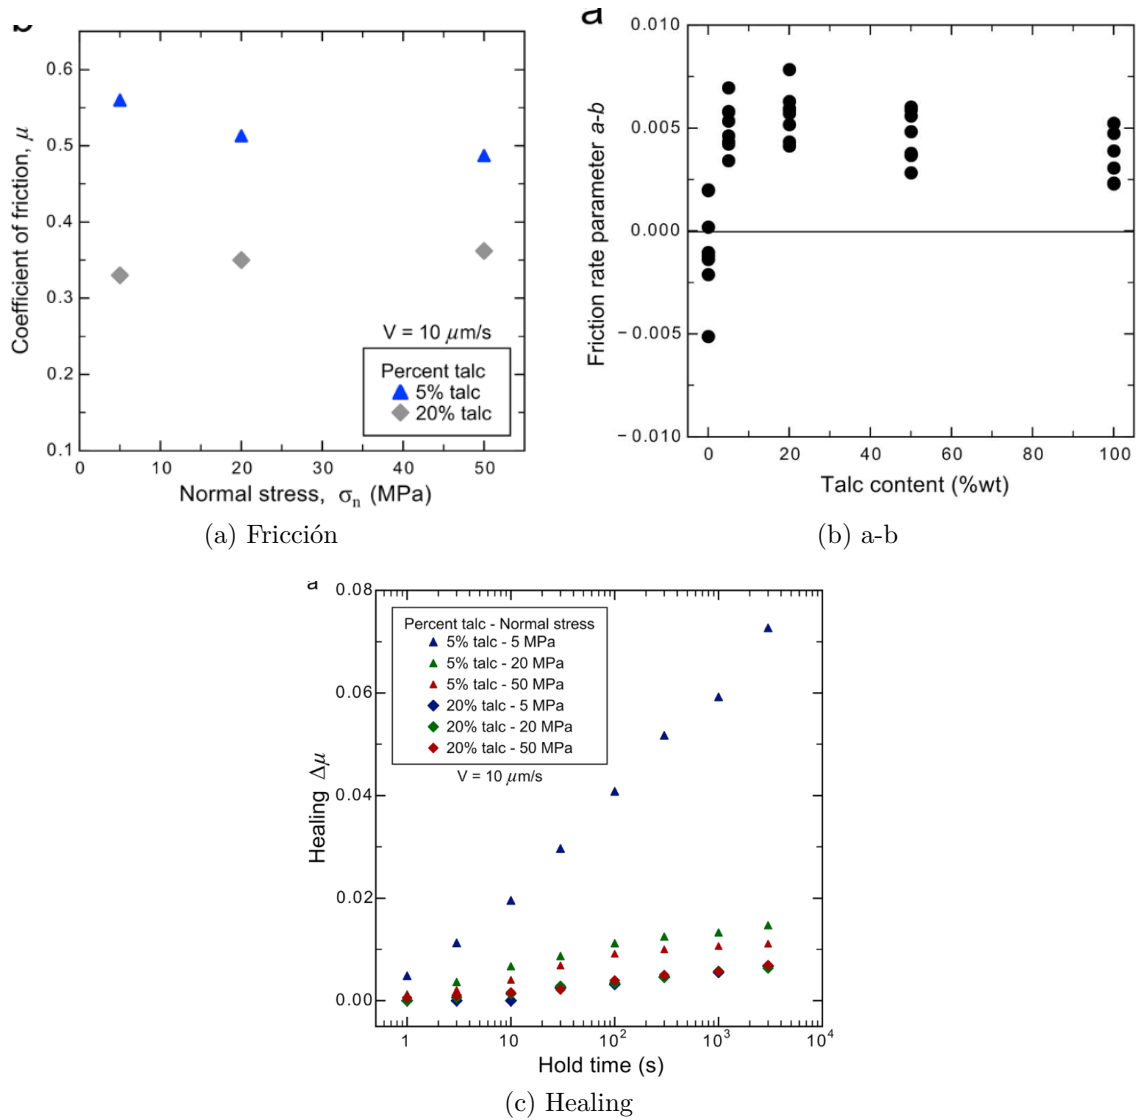 b
0.6
0.5
0.4
0.3
0.2
0.1
0 10 20 30 40 50
Coefficient of friction, μ
Normal stress, σn (MPa)
V = 10 μm/s
Percent talc
5% talc
20% talc
(a) Fricción
a
0.010
0.005
0.000
−0.005
−0.010
0 20 40 60 80 100
Friction rate parameter a-b
Talc content (%wt)
(b) a-b
a
0.08
0.06
0.04
0.02
0.00
1 10 10² 10³ 10⁴
Healing Δμ
Hold time (s)
Percent talc - Normal stress
5% talc - 5 MPa
5% talc - 20 MPa
5% talc - 50 MPa
20% talc - 5 MPa
20% talc - 20 MPa
20% talc - 50 MPa
V = 10 μm/s
(c) Healing